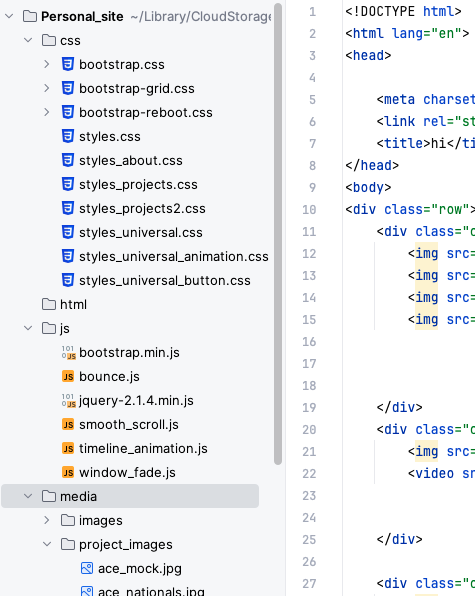 Personal_site ~/Library/CloudStorage
css
bootstrap.css
bootstrap-grid.css
bootstrap-reboot.css
styles.css
styles_about.css
styles_projects.css
styles_projects2.css
styles_universal.css
styles_universal_animation.css
styles_universal_button.css
html
js
bootstrap.min.js
bounce.js
jquery-2.1.4.min.js
smooth_scroll.js
timeline_animation.js
window_fade.js
media
images
project_images
ace_mock.jpg
ace_nationals.jpg
1 <!DOCTYPE html>
2 <html lang="en">
3 <head>
4
5 <meta charset
6 <link rel="st
7 <title>hi</ti
8 </head>
9 <body>
10 <div class="row">
11 <div class="c
12 <img src=
13 <img src=
14 <img src=
15 <img src=
16
17
18
19 </div>
20 <div class="c
21 <img src=
22 <video sr
23
24
25 </div>
26
27 <div class="c